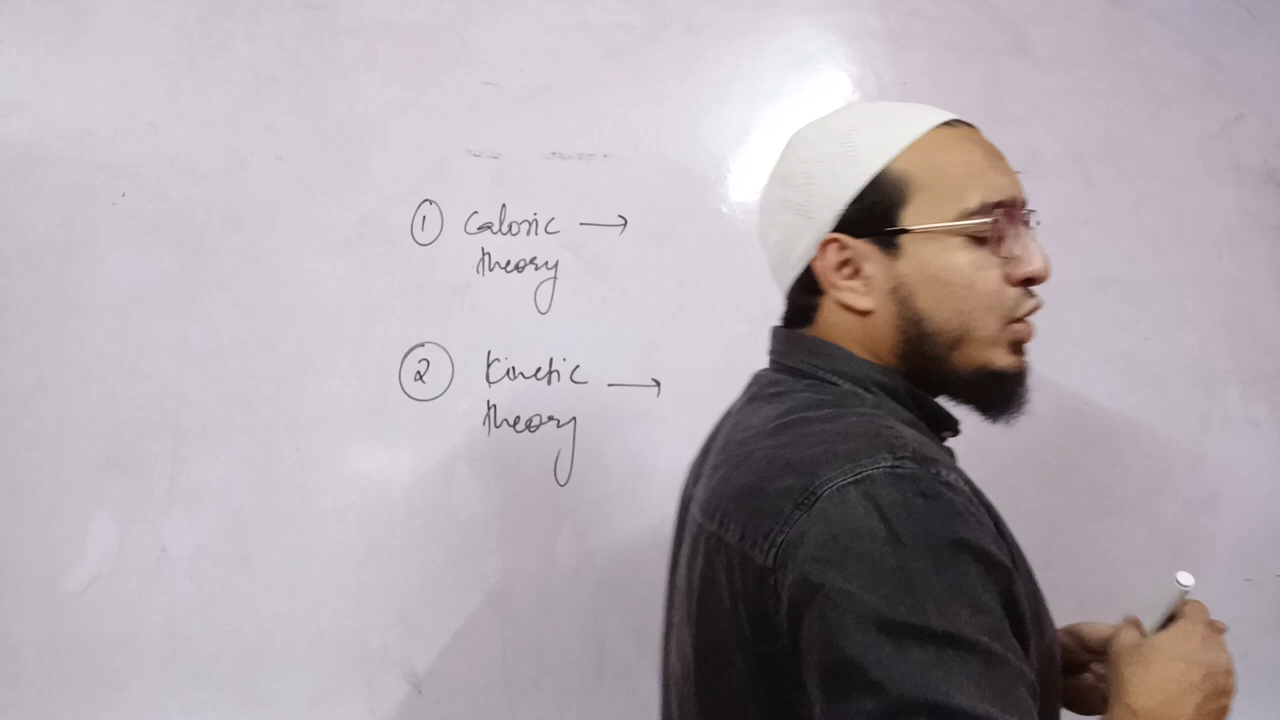 ① Caloric →
theory
② Kinetic →
theory